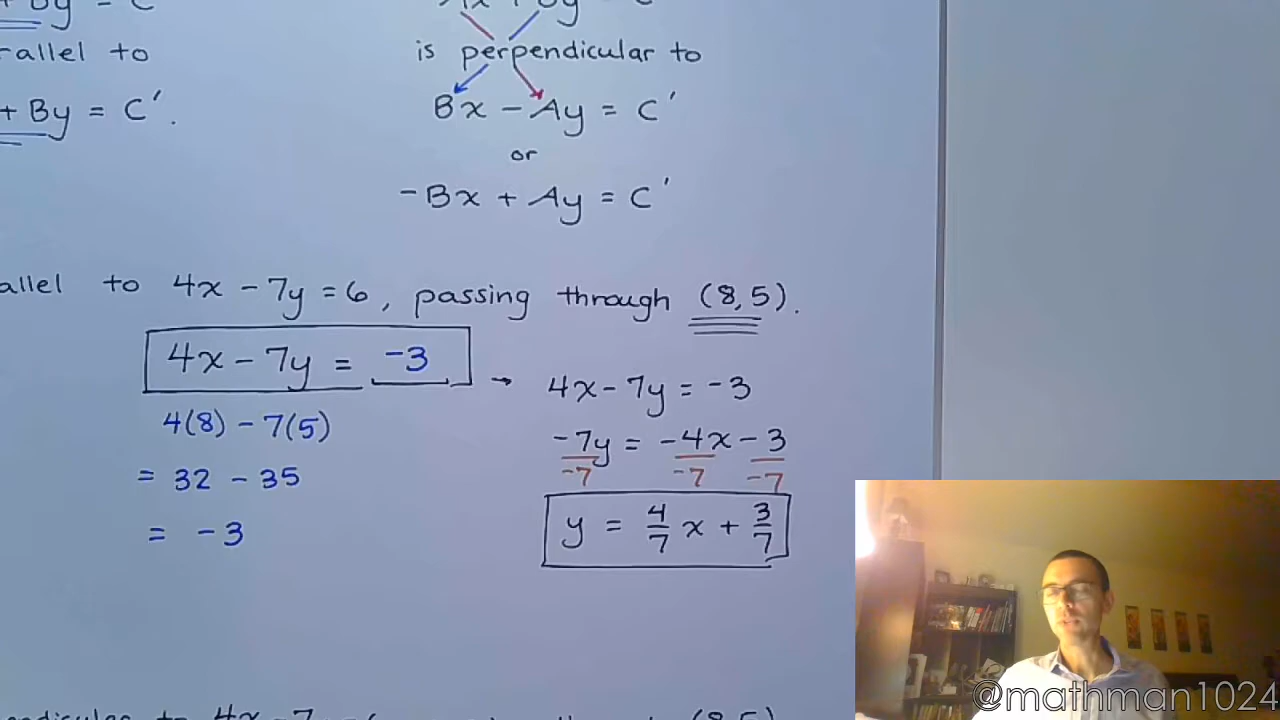 is perpendicular to
rallel to
+ By = C'.
Bx - Ay = C'
or
-Bx + Ay = C'
allel to 4x - 7y = 6, passing through (8,5).
4x - 7y = -3
4(8) - 7(5)
= 32 - 35
= -3
→ 4x - 7y = -3
-7y = -4x - 3
-7 -7 -7
y = 4/7 x + 3/7
@mathman1024